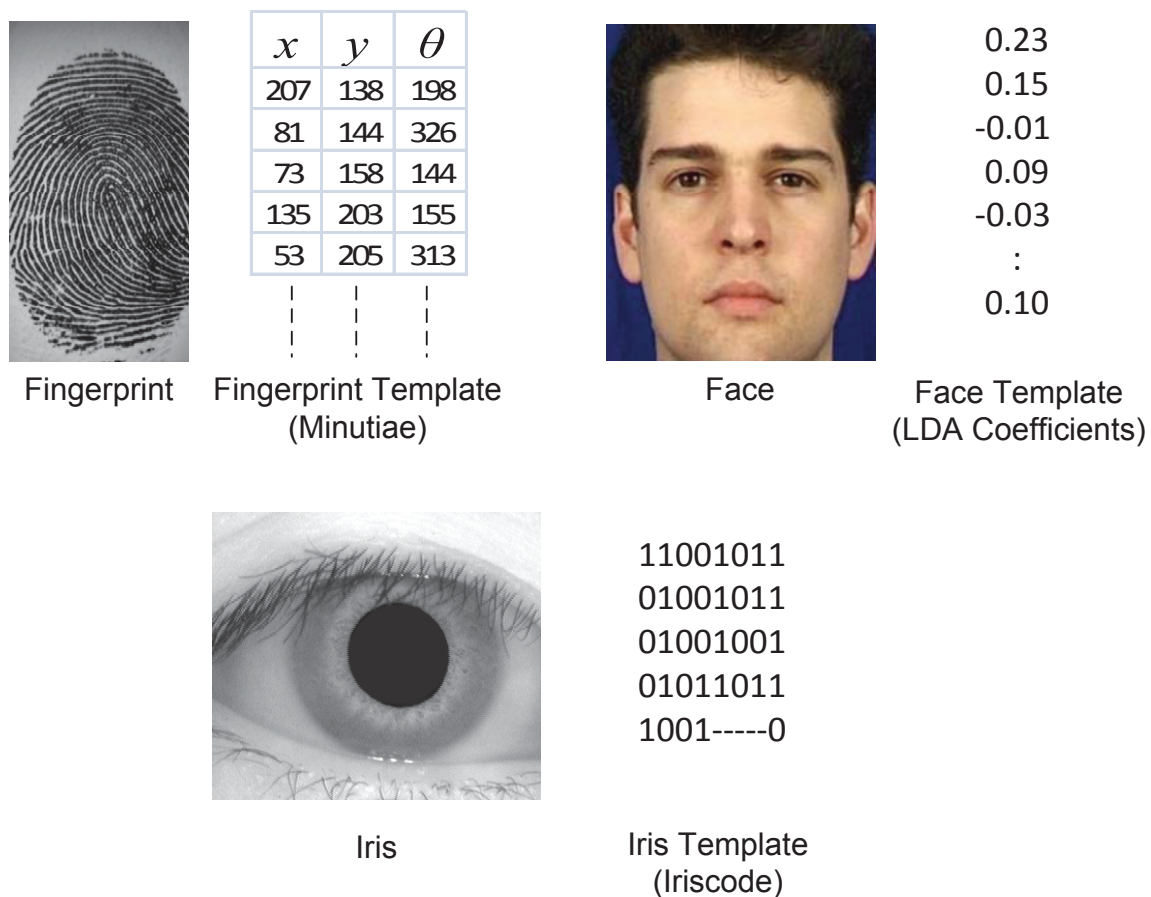 x y θ
207 138 198
81 144 326
73 158 144
135 203 155
53 205 313
Fingerprint
Fingerprint Template
(Minutiae)
0.23
0.15
-0.01
0.09
-0.03
:
0.10
Face
Face Template
(LDA Coefficients)
11001011
01001011
01001001
01011011
1001-----0
Iris
Iris Template
(Iriscode)